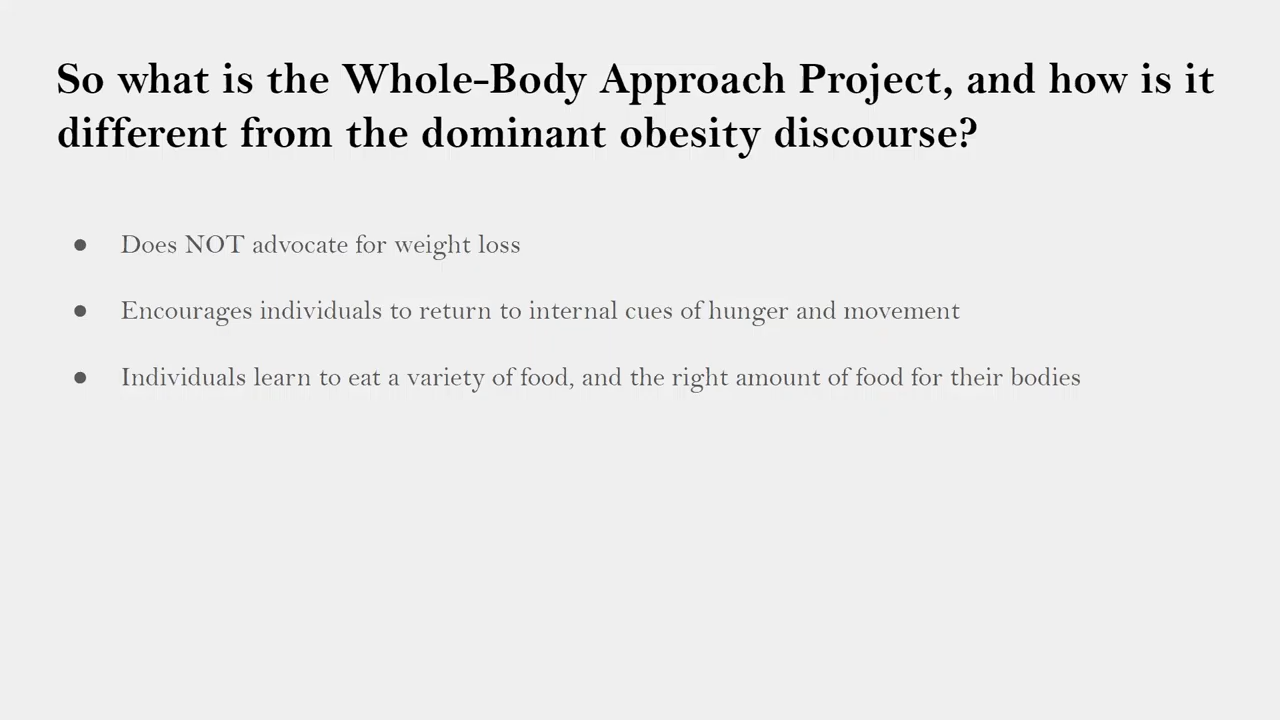 So what is the Whole-Body Approach Project, and how is it
different from the dominant obesity discourse?
● Does NOT advocate for weight loss
● Encourages individuals to return to internal cues of hunger and movement
● Individuals learn to eat a variety of food, and the right amount of food for their bodies